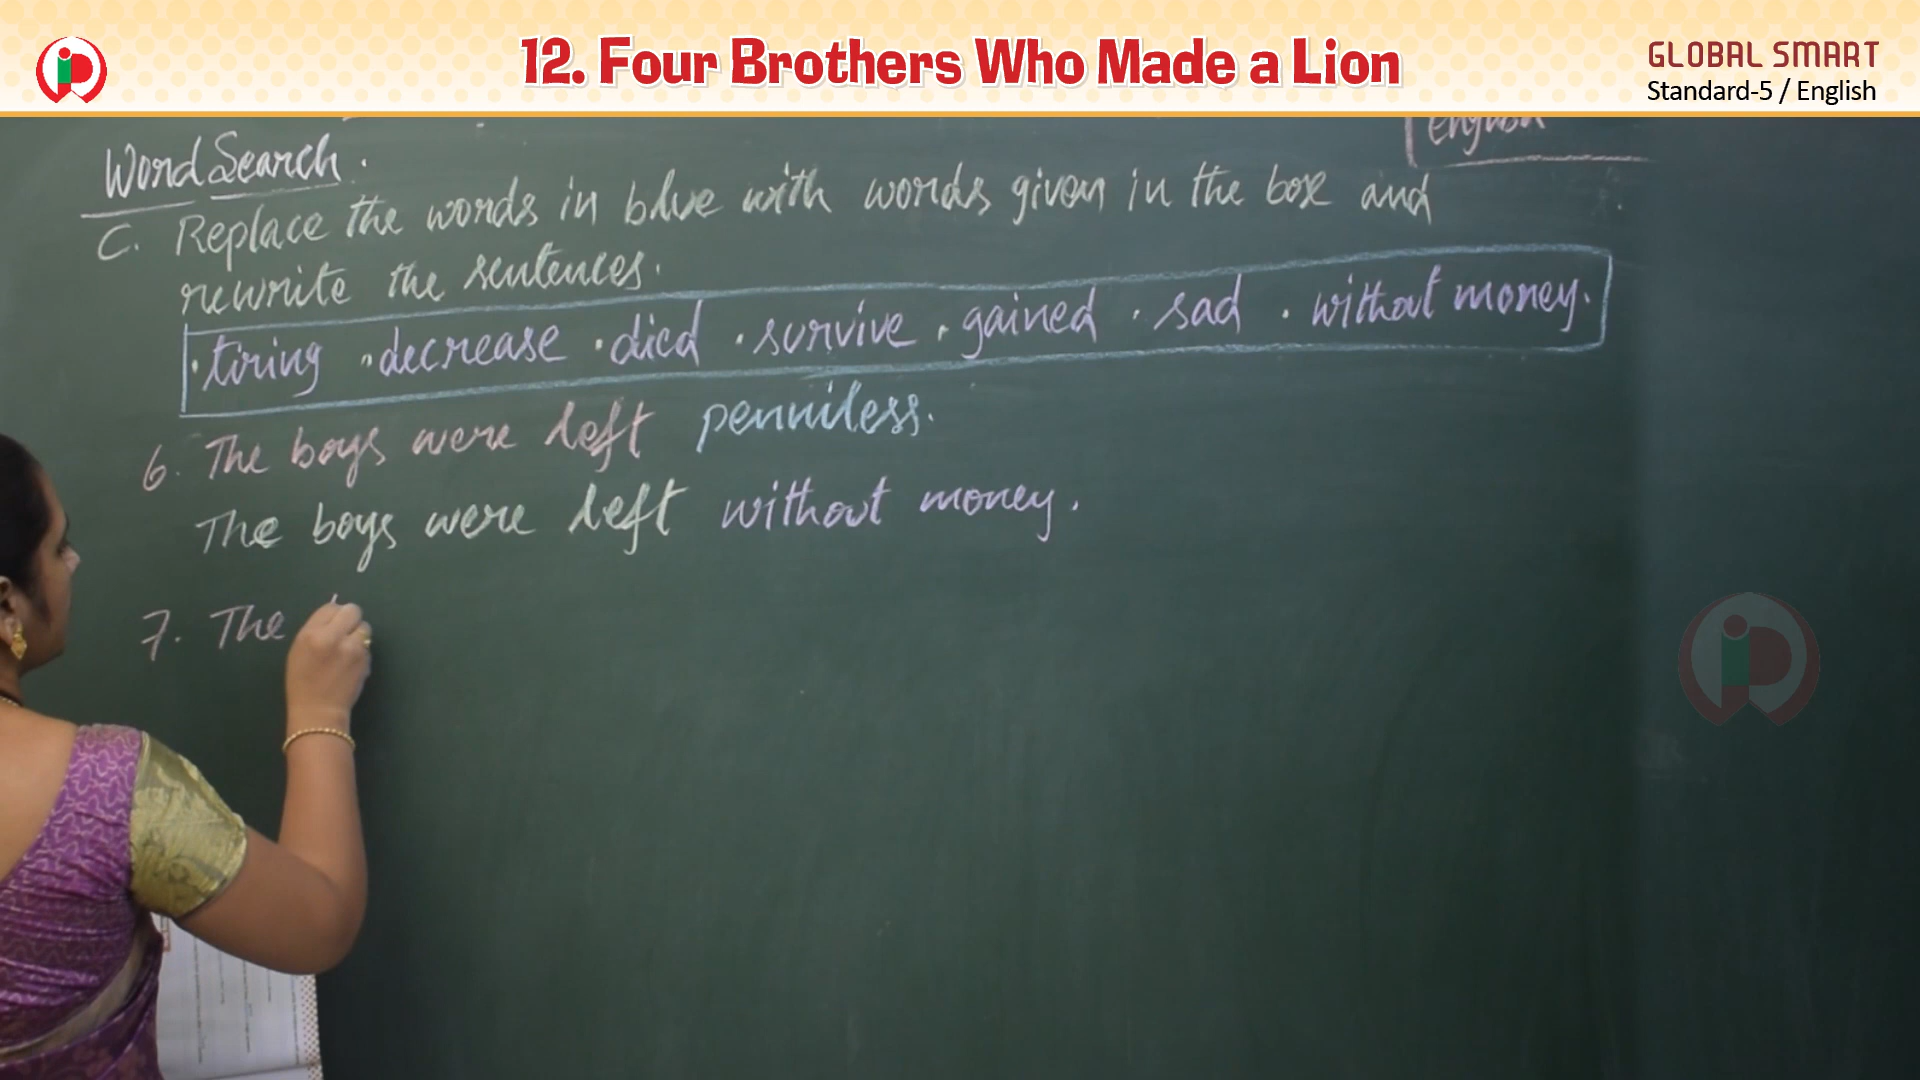 12. Four Brothers Who Made a Lion
GLOBAL SMART
Standard-5 / English
English
Word Search.
C. Replace the words in blue with words given in the box and
rewrite the sentences.
• tiring • decrease • died • survive • gained • sad • without money.
6. The boys were left penniless.
The boys were left without money.
7. The